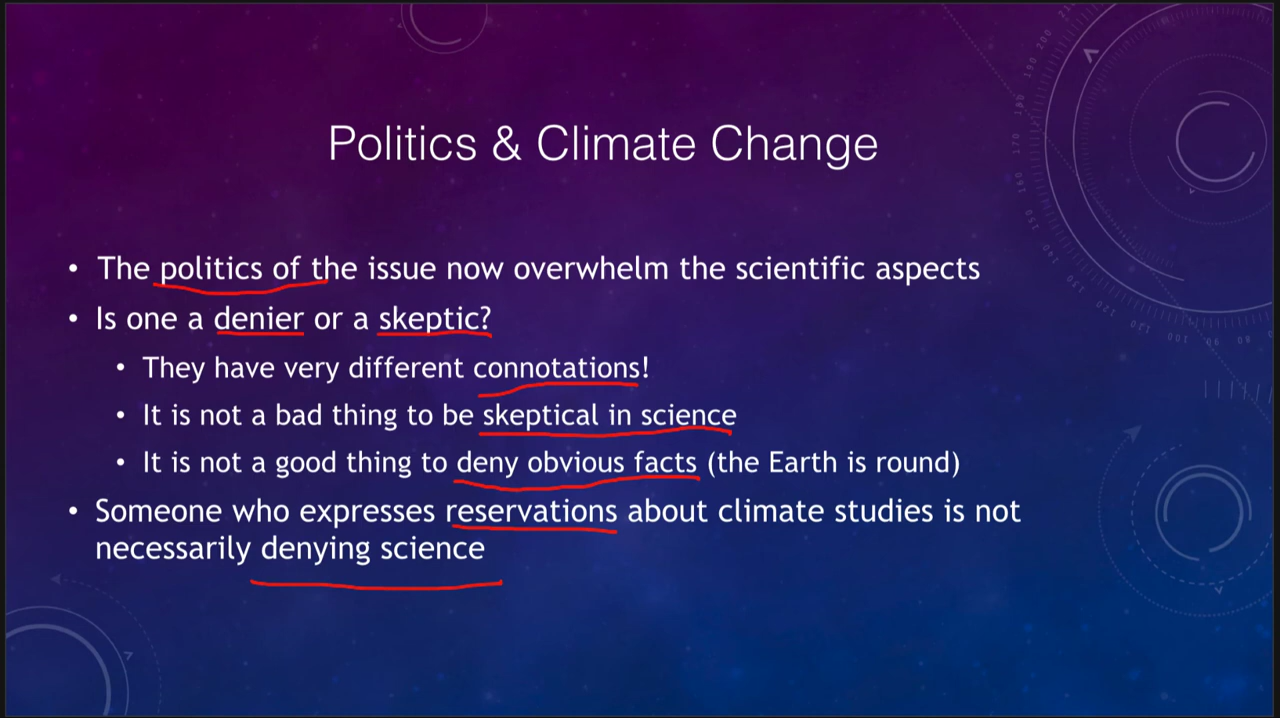 Politics & Climate Change
• The politics of the issue now overwhelm the scientific aspects
• Is one a denier or a skeptic?
• They have very different connotations!
• It is not a bad thing to be skeptical in science
• It is not a good thing to deny obvious facts (the Earth is round)
• Someone who expresses reservations about climate studies is not
necessarily denying science